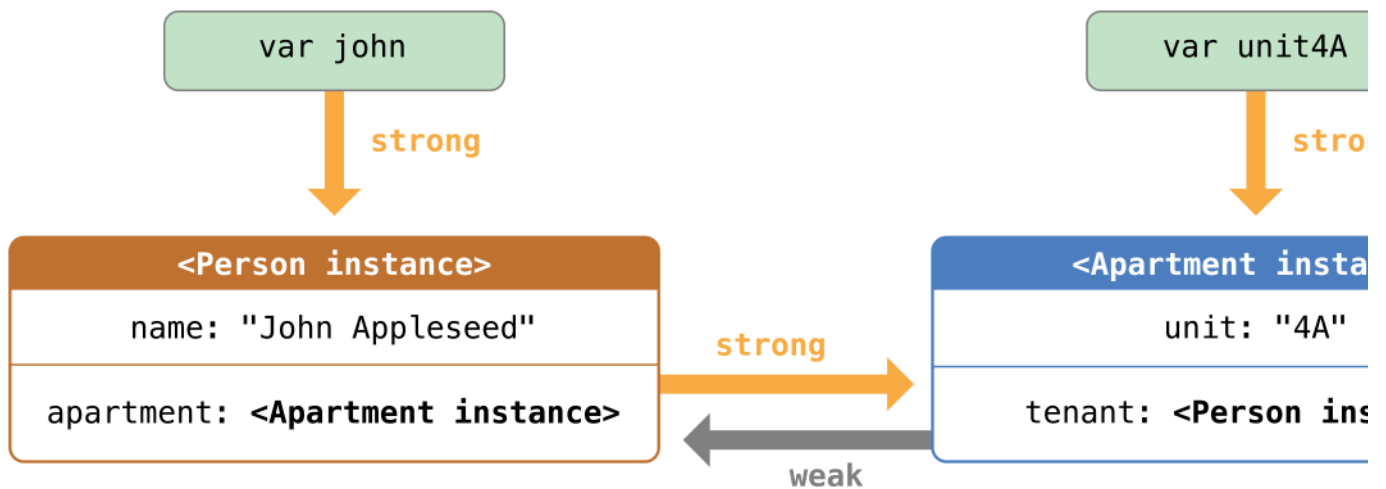 var john
var unit4A
strong
<Person instance>
<Apartment
name: "John Appleseed"
unit: "4A"
strong
apartment: <Apartment instance>
tenant: <Person
weak